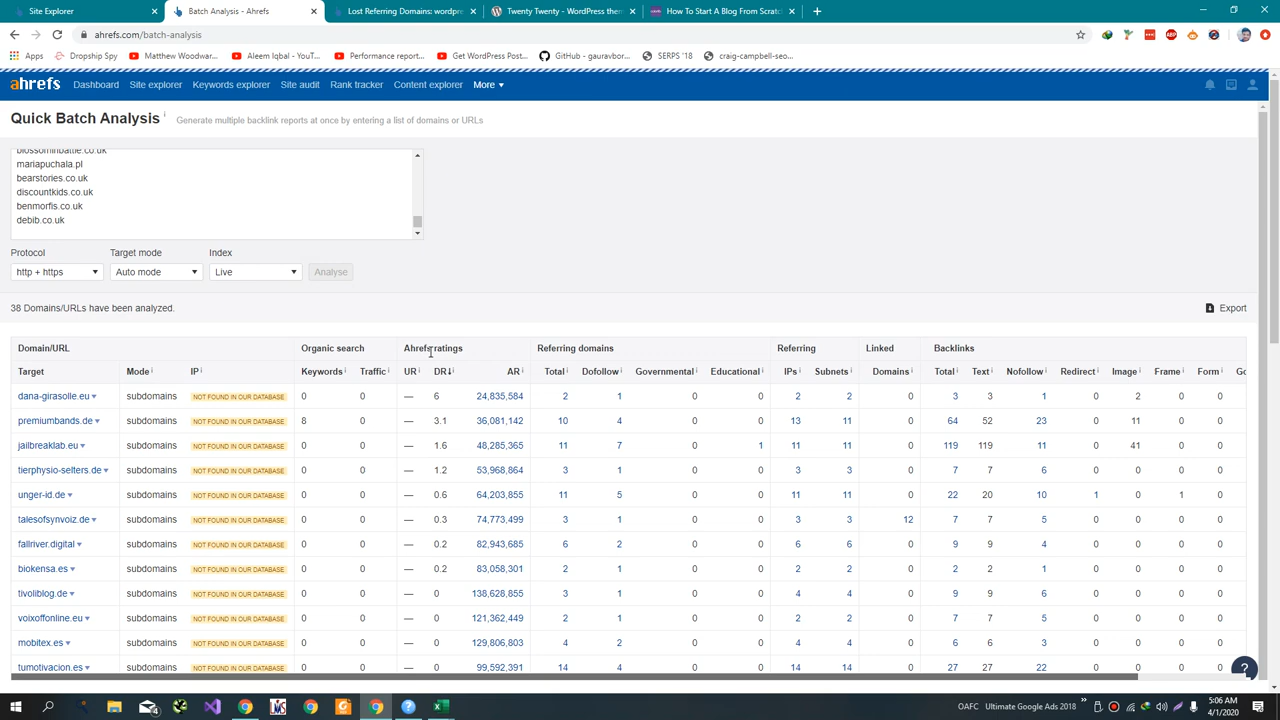 Site Explorer
Batch Analysis - Ahrefs
Lost Referring Domains: wordpre
Twenty Twenty - WordPress them
How To Start A Blog From Scratch
ahrefs.com/batch-analysis
Apps
Dropship Spy
Matthew Woodwar...
Aleem Iqbal - YouT...
Performance report...
Get WordPress Post...
GitHub - gauravbor...
SERPS '18
craig-campbell-seo...
ahrefs Dashboard Site explorer Keywords explorer Site audit Rank tracker Content explorer More
Quick Batch Analysis i Generate multiple backlink reports at once by entering a list of domains or URLs
blossominbattle.co.uk
mariapuchala.pl
bearstories.co.uk
discountkids.co.uk
benmorfis.co.uk
debib.co.uk
Protocol Target mode Index
http + https Auto mode Live Analyse
38 Domains/URLs have been analyzed. Export
Domain/URL Organic search Ahrefs ratings Referring domains Referring Linked Backlinks
Target Mode IP Keywords Traffic UR DR AR Total Dofollow Governmental Educational IPs Subnets Domains Total Text Nofollow Redirect Image Frame Form Go
dana-girasolle.eu subdomains NOT FOUND IN OUR DATABASE 0 0 — 6 24,835,584 2 1 0 0 2 2 0 3 3 1 0 2 0 0
premiumbands.de subdomains NOT FOUND IN OUR DATABASE 8 0 — 3.1 36,081,142 10 4 0 0 13 11 0 64 52 23 0 11 0 0
jailbreaklab.eu subdomains NOT FOUND IN OUR DATABASE 0 0 — 1.6 48,285,365 11 7 0 1 11 11 0 119 119 11 0 41 0 0
tierphysio-selters.de subdomains NOT FOUND IN OUR DATABASE 0 0 — 1.2 53,968,864 3 1 0 0 3 3 0 7 7 6 0 0 0 0
unger-id.de subdomains NOT FOUND IN OUR DATABASE 0 0 — 0.6 64,203,855 11 5 0 0 11 11 0 22 20 10 1 0 1 0
talesofsynvoiz.de subdomains NOT FOUND IN OUR DATABASE 0 0 — 0.3 74,773,499 3 1 0 0 3 3 12 7 7 5 0 0 0 0
fallriver.digital subdomains NOT FOUND IN OUR DATABASE 0 0 — 0.2 82,943,685 6 2 0 0 6 6 0 9 9 4 0 0 0 0
biokensa.es subdomains NOT FOUND IN OUR DATABASE 0 0 — 0.2 83,058,301 2 1 0 0 2 2 0 2 2 1 0 0 0 0
tivoliblog.de subdomains NOT FOUND IN OUR DATABASE 0 0 — 0 138,628,855 3 1 0 0 4 4 0 9 9 6 0 0 0 0
voixoffonline.eu subdomains NOT FOUND IN OUR DATABASE 0 0 — 0 121,362,449 2 1 0 0 2 2 0 7 7 5 0 0 0 0
mobitex.es subdomains NOT FOUND IN OUR DATABASE 0 0 — 0 129,806,803 4 2 0 0 4 4 0 6 6 3 0 0 0 0
tumotivacion.es subdomains NOT FOUND IN OUR DATABASE 0 0 — 0 99,592,391 14 4 0 0 14 14 0 27 27 22 0 0 0 0
?
OAFC Ultimate Google Ads 2018
5:06 AM
4/1/2020